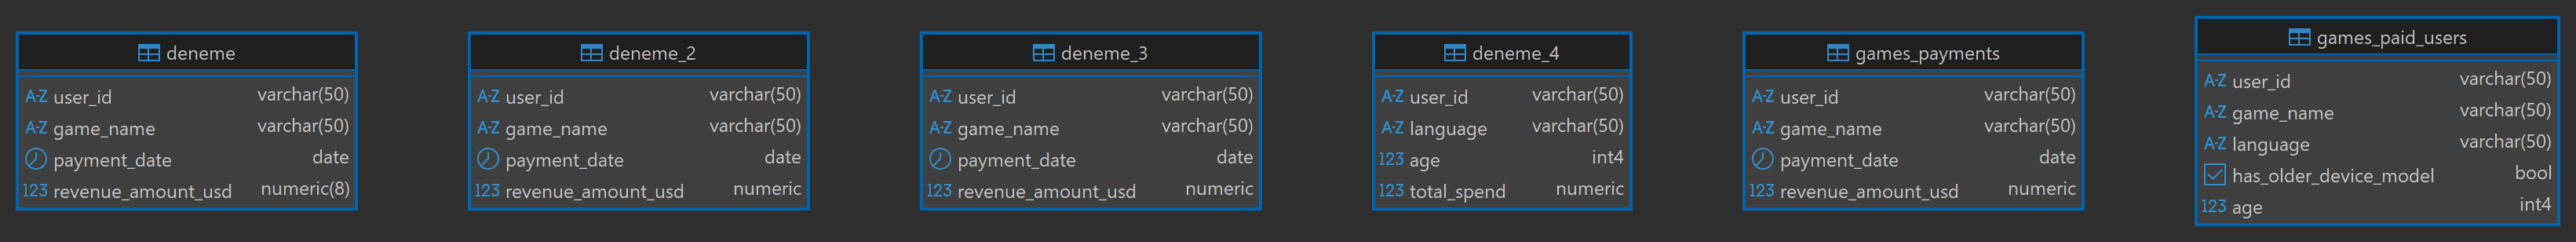 deneme
user_id varchar(50)
game_name varchar(50)
payment_date date
123 revenue_amount_usd numeric(8)
deneme_2
A-Z user_id varchar(50)
A-Z game_name varchar(50)
payment_date date
123 revenue_amount_usd numeric
deneme_3
A-Z user_id varchar(50)
A-Z game_name varchar(50)
payment_date date
123 revenue_amount_usd numeric
deneme_4
A-Z user_id varchar(50)
A-Z language varchar(50)
123 age int4
123 total_spend numeric
games_payments
A-Z user_id varchar(50)
A-Z game_name varchar(50)
payment_date date
123 revenue_amount_usd numeric
games_paid_users
A-Z user_id varchar(50)
A-Z game_name varchar(50)
A-Z language varchar(50)
has_older_device_model bool
123 age int4